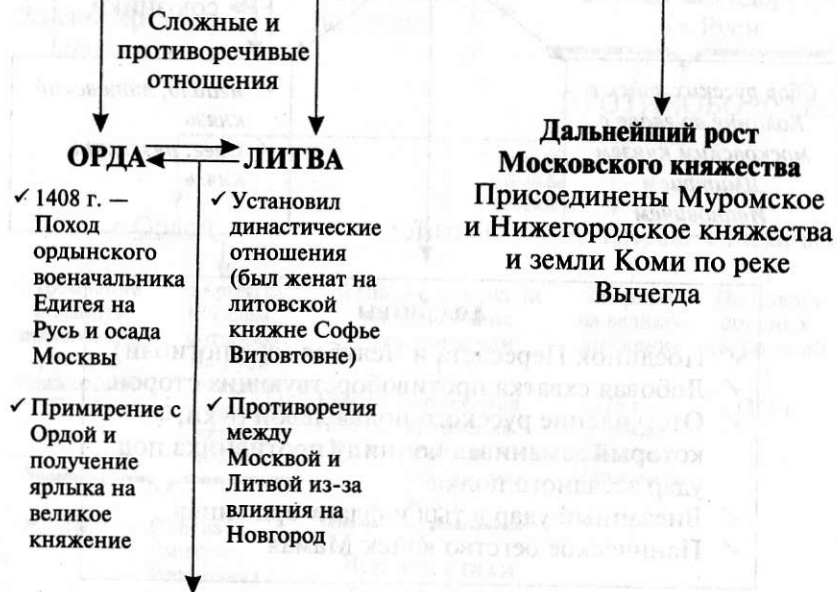 Сложные и
противоречивые
отношения
ОРДА ЛИТВА
✓ 1408 г. —
Поход
ордынского
военачальника
Едигея на
Русь и осада
Москвы
✓ Примирение с
Ордой и
получение
ярлыка на
великое
княжение
✓ Установил
династические
отношения
(был женат на
литвеской
княжне Софье
Витовтовне)
✓ Противоречия
между
Москвой и
Литвой из-за
влияния на
Новгород
Дальнейший рост
Московского княжества
Присоединены Муромское
и Нижегородское княжества
и земли Коми по реке
Вычегда